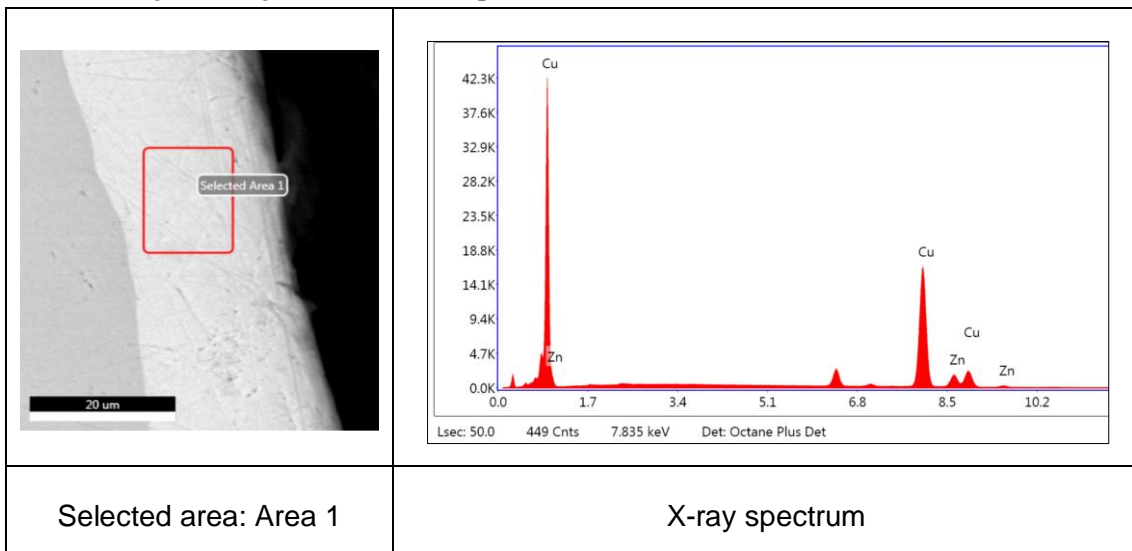 Selected Area 1
20 um
Cu
42.3K
37.6K
32.9K
28.2K
23.5K
18.8K
Cu
14.1K
9.4K
Cu
4.7K
Zn
Zn
Zn
0.0K
0.0 1.7 3.4 5.1 6.8 8.5 10.2
Lsec: 50.0 449 Cnts 7.835 keV Det: Octane Plus Det
Selected area: Area 1
X-ray spectrum